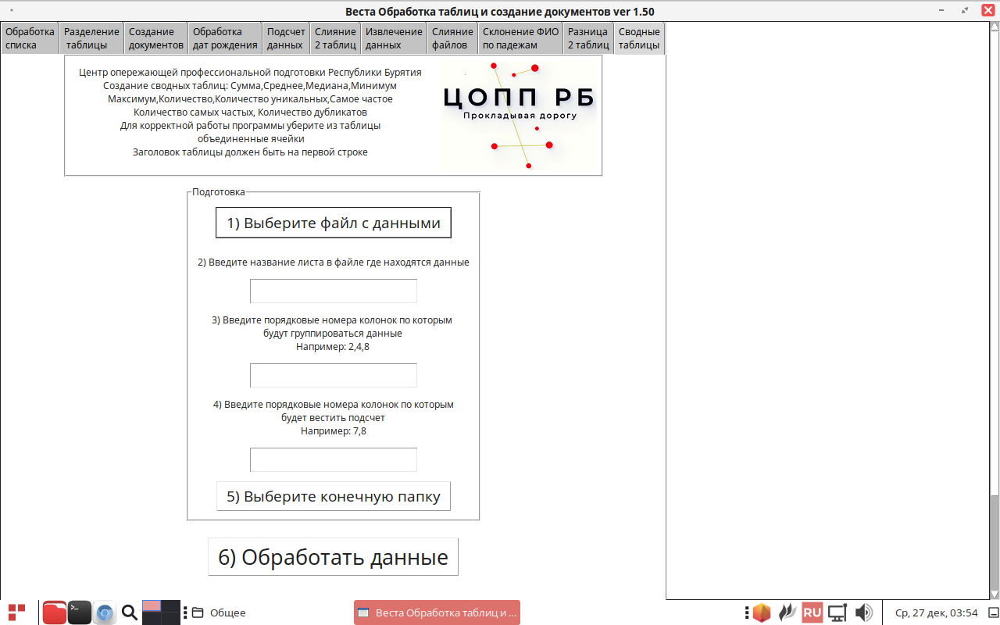 Веста Обработка таблиц и создание документов ver 1.50
Обработка списка
Разделение таблицы
Создание документов
Обработка дат рождения
Подсчет данных
Слияние 2 таблиц
Извлечение данных
Слияние файлов
Склонение ФИО по падежам
Разница 2 таблиц
Сводные таблицы
Центр опережающей профессиональной подготовки Республики Бурятия
Создание сводных таблиц: Сумма,Среднее,Медиана,Минимум
Максимум,Количество,Количество уникальных,Самое частое
Количество самых частых, Количество дубликатов
Для корректной работы программы уберите из таблицы
объединенные ячейки
Заголовок таблицы должен быть на первой строке
ЦОПП РБ
Прокладывая дорогу
Подготовка
1) Выберите файл с данными
2) Введите название листа в файле где находятся данные
3) Введите порядковые номера колонок по которым
будут группироваться данные
Например: 2,4,8
4) Введите порядковые номера колонок по которым
будет вестить подсчет
Например: 7,8
5) Выберите конечную папку
6) Обработать данные
Общее
Веста Обработка таблиц и ...
RU
Ср, 27 дек, 03:54